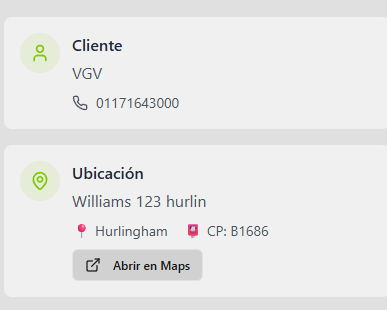 Cliente
VGV
01171643000
Ubicación
Williams 123 hurlin
Hurlingham CP: B1686
Abrir en Maps